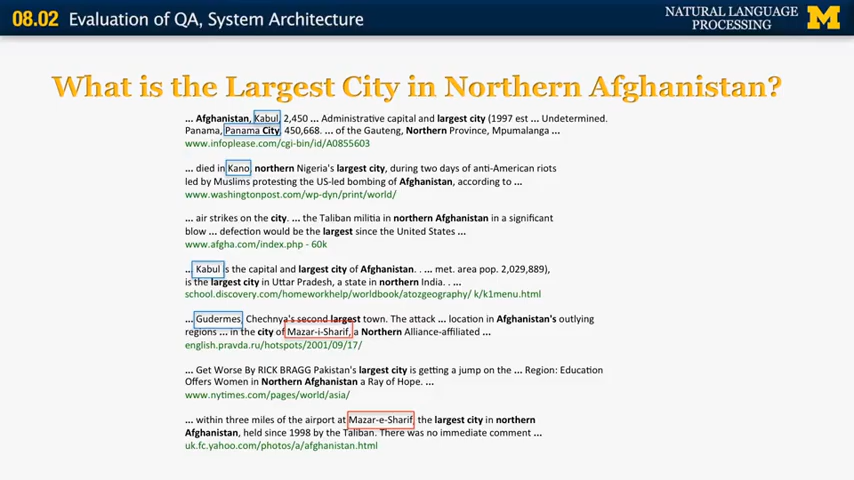 08.02 Evaluation of QA, System Architecture
NATURAL LANGUAGE
PROCESSING
M
What is the Largest City in Northern Afghanistan?
... Afghanistan, Kabul, 2,450 ... Administrative capital and largest city (1997 est ... Undetermined.
Panama, Panama City, 450,668. ... of the Gauteng, Northern Province, Mpumalanga ...
www.infoplease.com/cgi-bin/id/A0855603
... died in Kano, northern Nigeria's largest city, during two days of anti-American riots
led by Muslims protesting the US-led bombing of Afghanistan, according to ...
www.washingtonpost.com/wp-dyn/print/world/
... air strikes on the city. ... the Taliban militia in northern Afghanistan in a significant
blow ... defection would be the largest since the United States ...
www.afgha.com/index.php - 60k
... Kabul is the capital and largest city of Afghanistan. . ... met. area pop. 2,029,889),
is the largest city in Uttar Pradesh, a state in northern India. . ...
school.discovery.com/homeworkhelp/worldbook/atozgeography/ k/k1menu.html
... Gudermes, Chechnya's second largest town. The attack ... location in Afghanistan's outlying
regions ... in the city of Mazar-i-Sharif, a Northern Alliance-affiliated ...
english.pravda.ru/hotspots/2001/09/17/
... Get Worse By RICK BRAGG Pakistan's largest city is getting a jump on the ... Region: Education
Offers Women in Northern Afghanistan a Ray of Hope. ...
www.nytimes.com/pages/world/asia/
... within three miles of the airport at Mazar-e-Sharif, the largest city in northern
Afghanistan, held since 1998 by the Taliban. There was no immediate comment ...
uk.fc.yahoo.com/photos/a/afghanistan.html